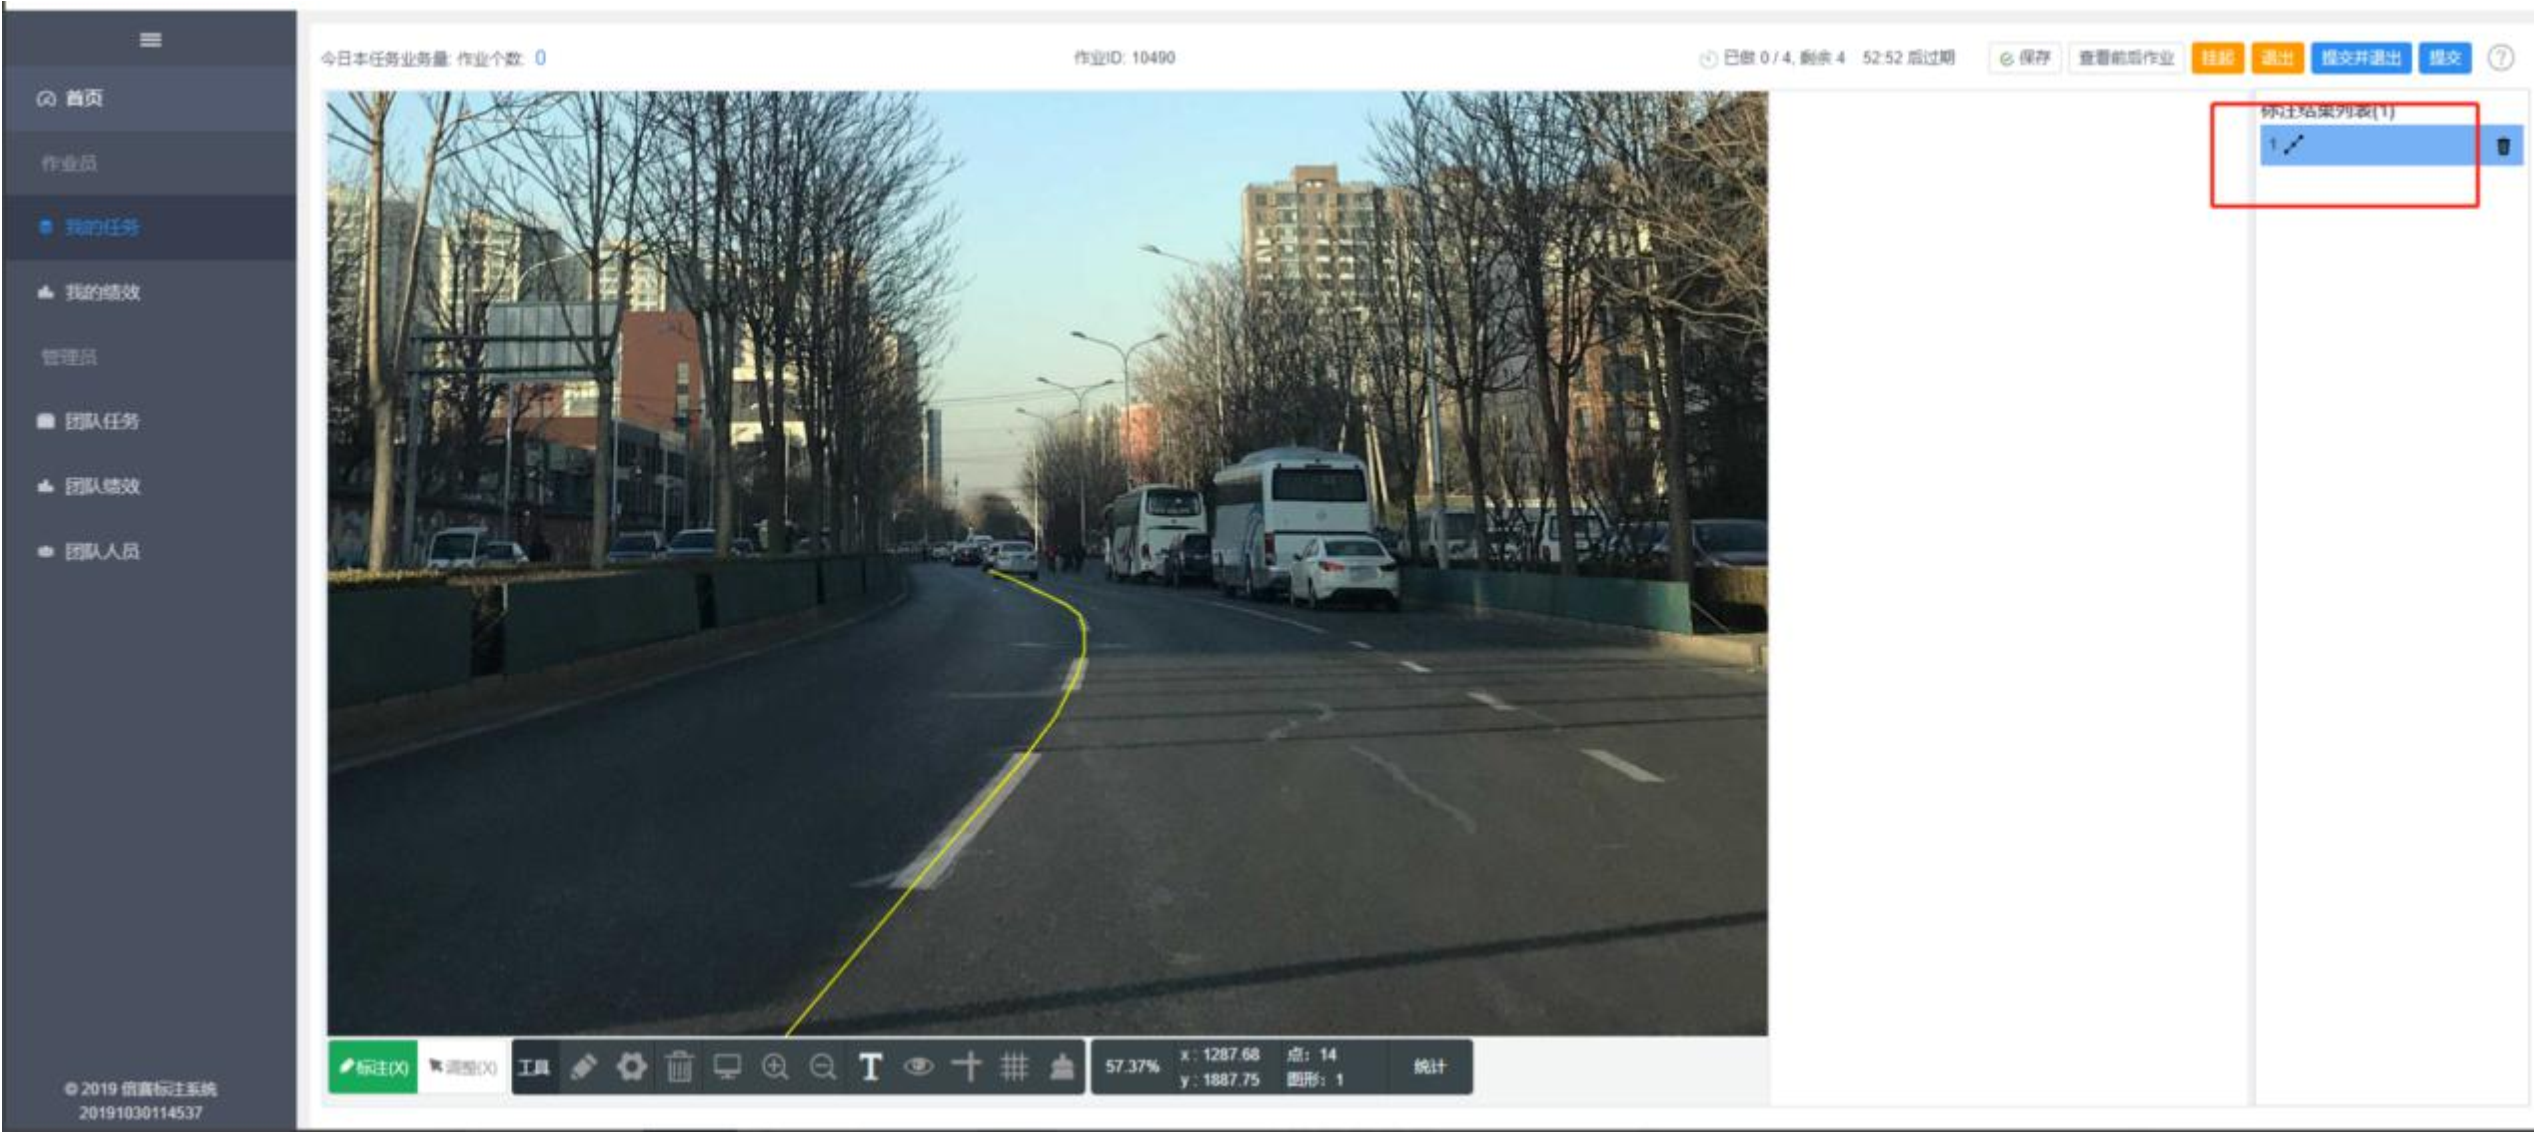 今日本任务业务量: 作业个数: 0
作业ID: 10490
已做 0 / 4, 剩余 4 52:52 后过期
保存
查看前后作业
挂起
退出
提交并退出
提交
?
首页
作业员
我的任务
我的绩效
管理员
团队任务
团队绩效
团队人员
© 2019 倍赛标注系统
20191030114537
标注结果列表(1)
1
标注(X)
调整(X)
工具
T
57.37%
x : 1287.68
y : 1887.75
点: 14
图形: 1
统计